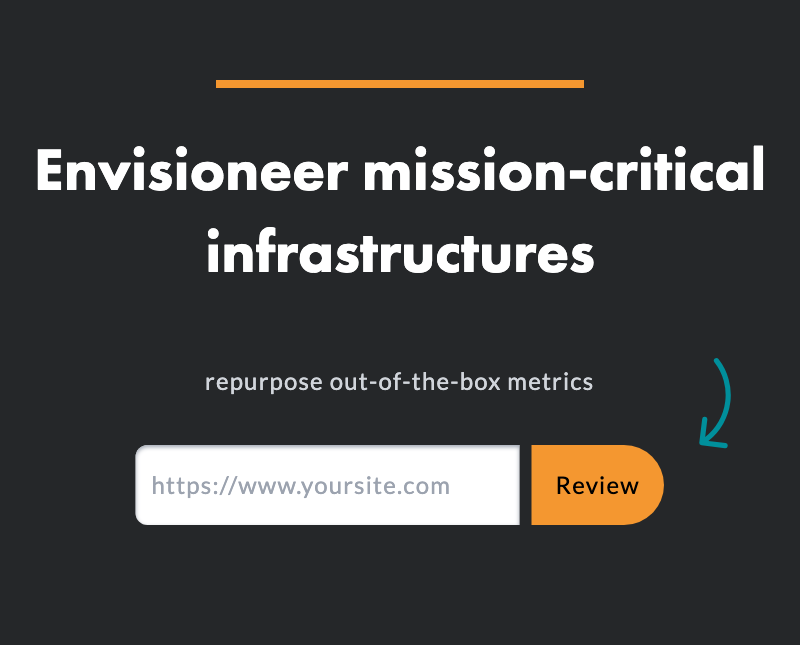 Envisioneer mission-critical
infrastructures
repurpose out-of-the-box metrics
https://www.yoursite.com
Review